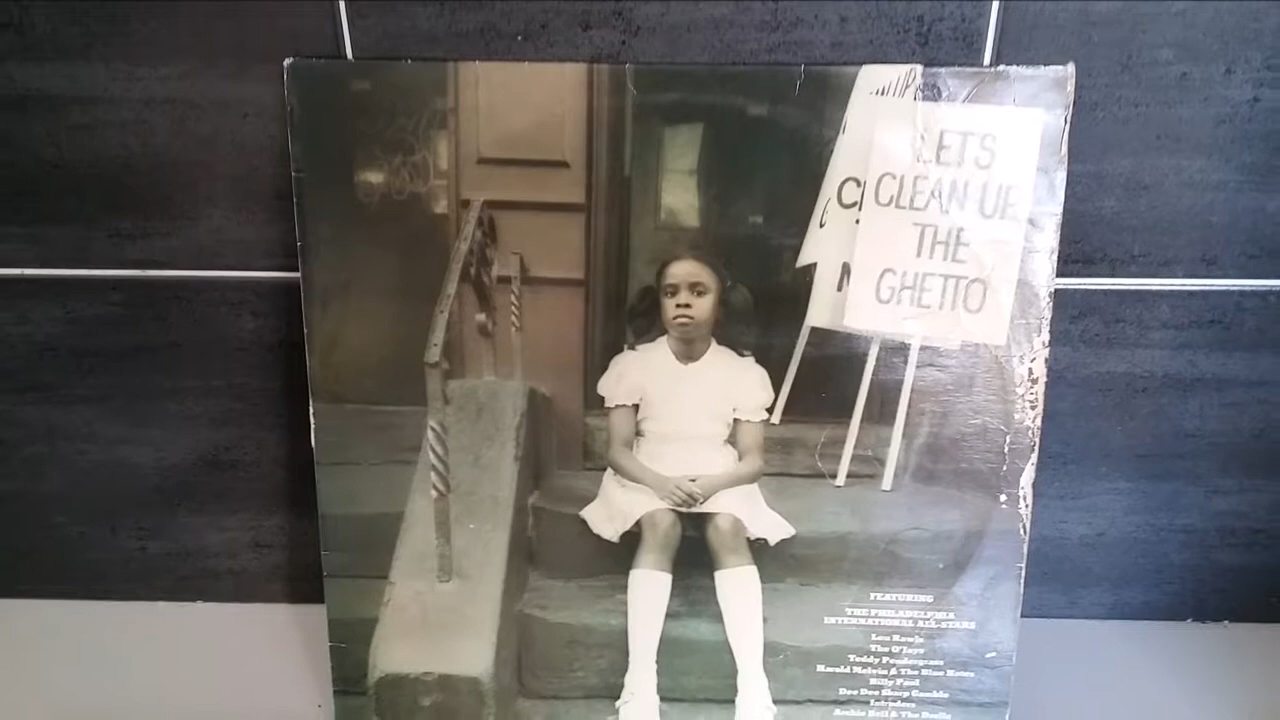 LETS
CLEAN UP
THE
GHETTO
FEATURING
THE PHILADELPHIA
INTERNATIONAL ALL-STARS
Lou Rawls
The O'Jays
Teddy Pendergrass
Harold Melvin & The Blue Notes
Billy Paul
Dee Dee Sharp Gamble
Intruders
Archie Bell & The Drells